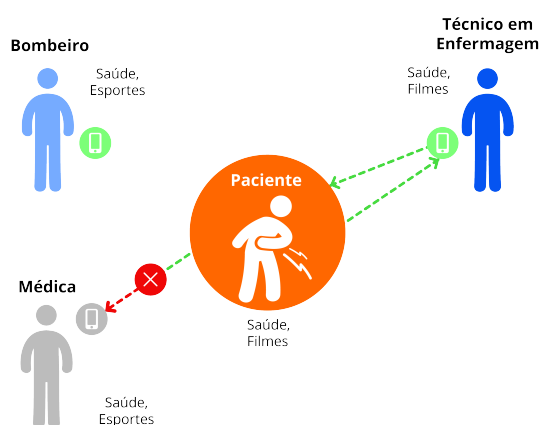 Bombeiro
Saúde,
Esportes
Técnico em
Enfermagem
Saúde,
Filmes
Paciente
Saúde,
Filmes
Médica
Saúde,
Esportes